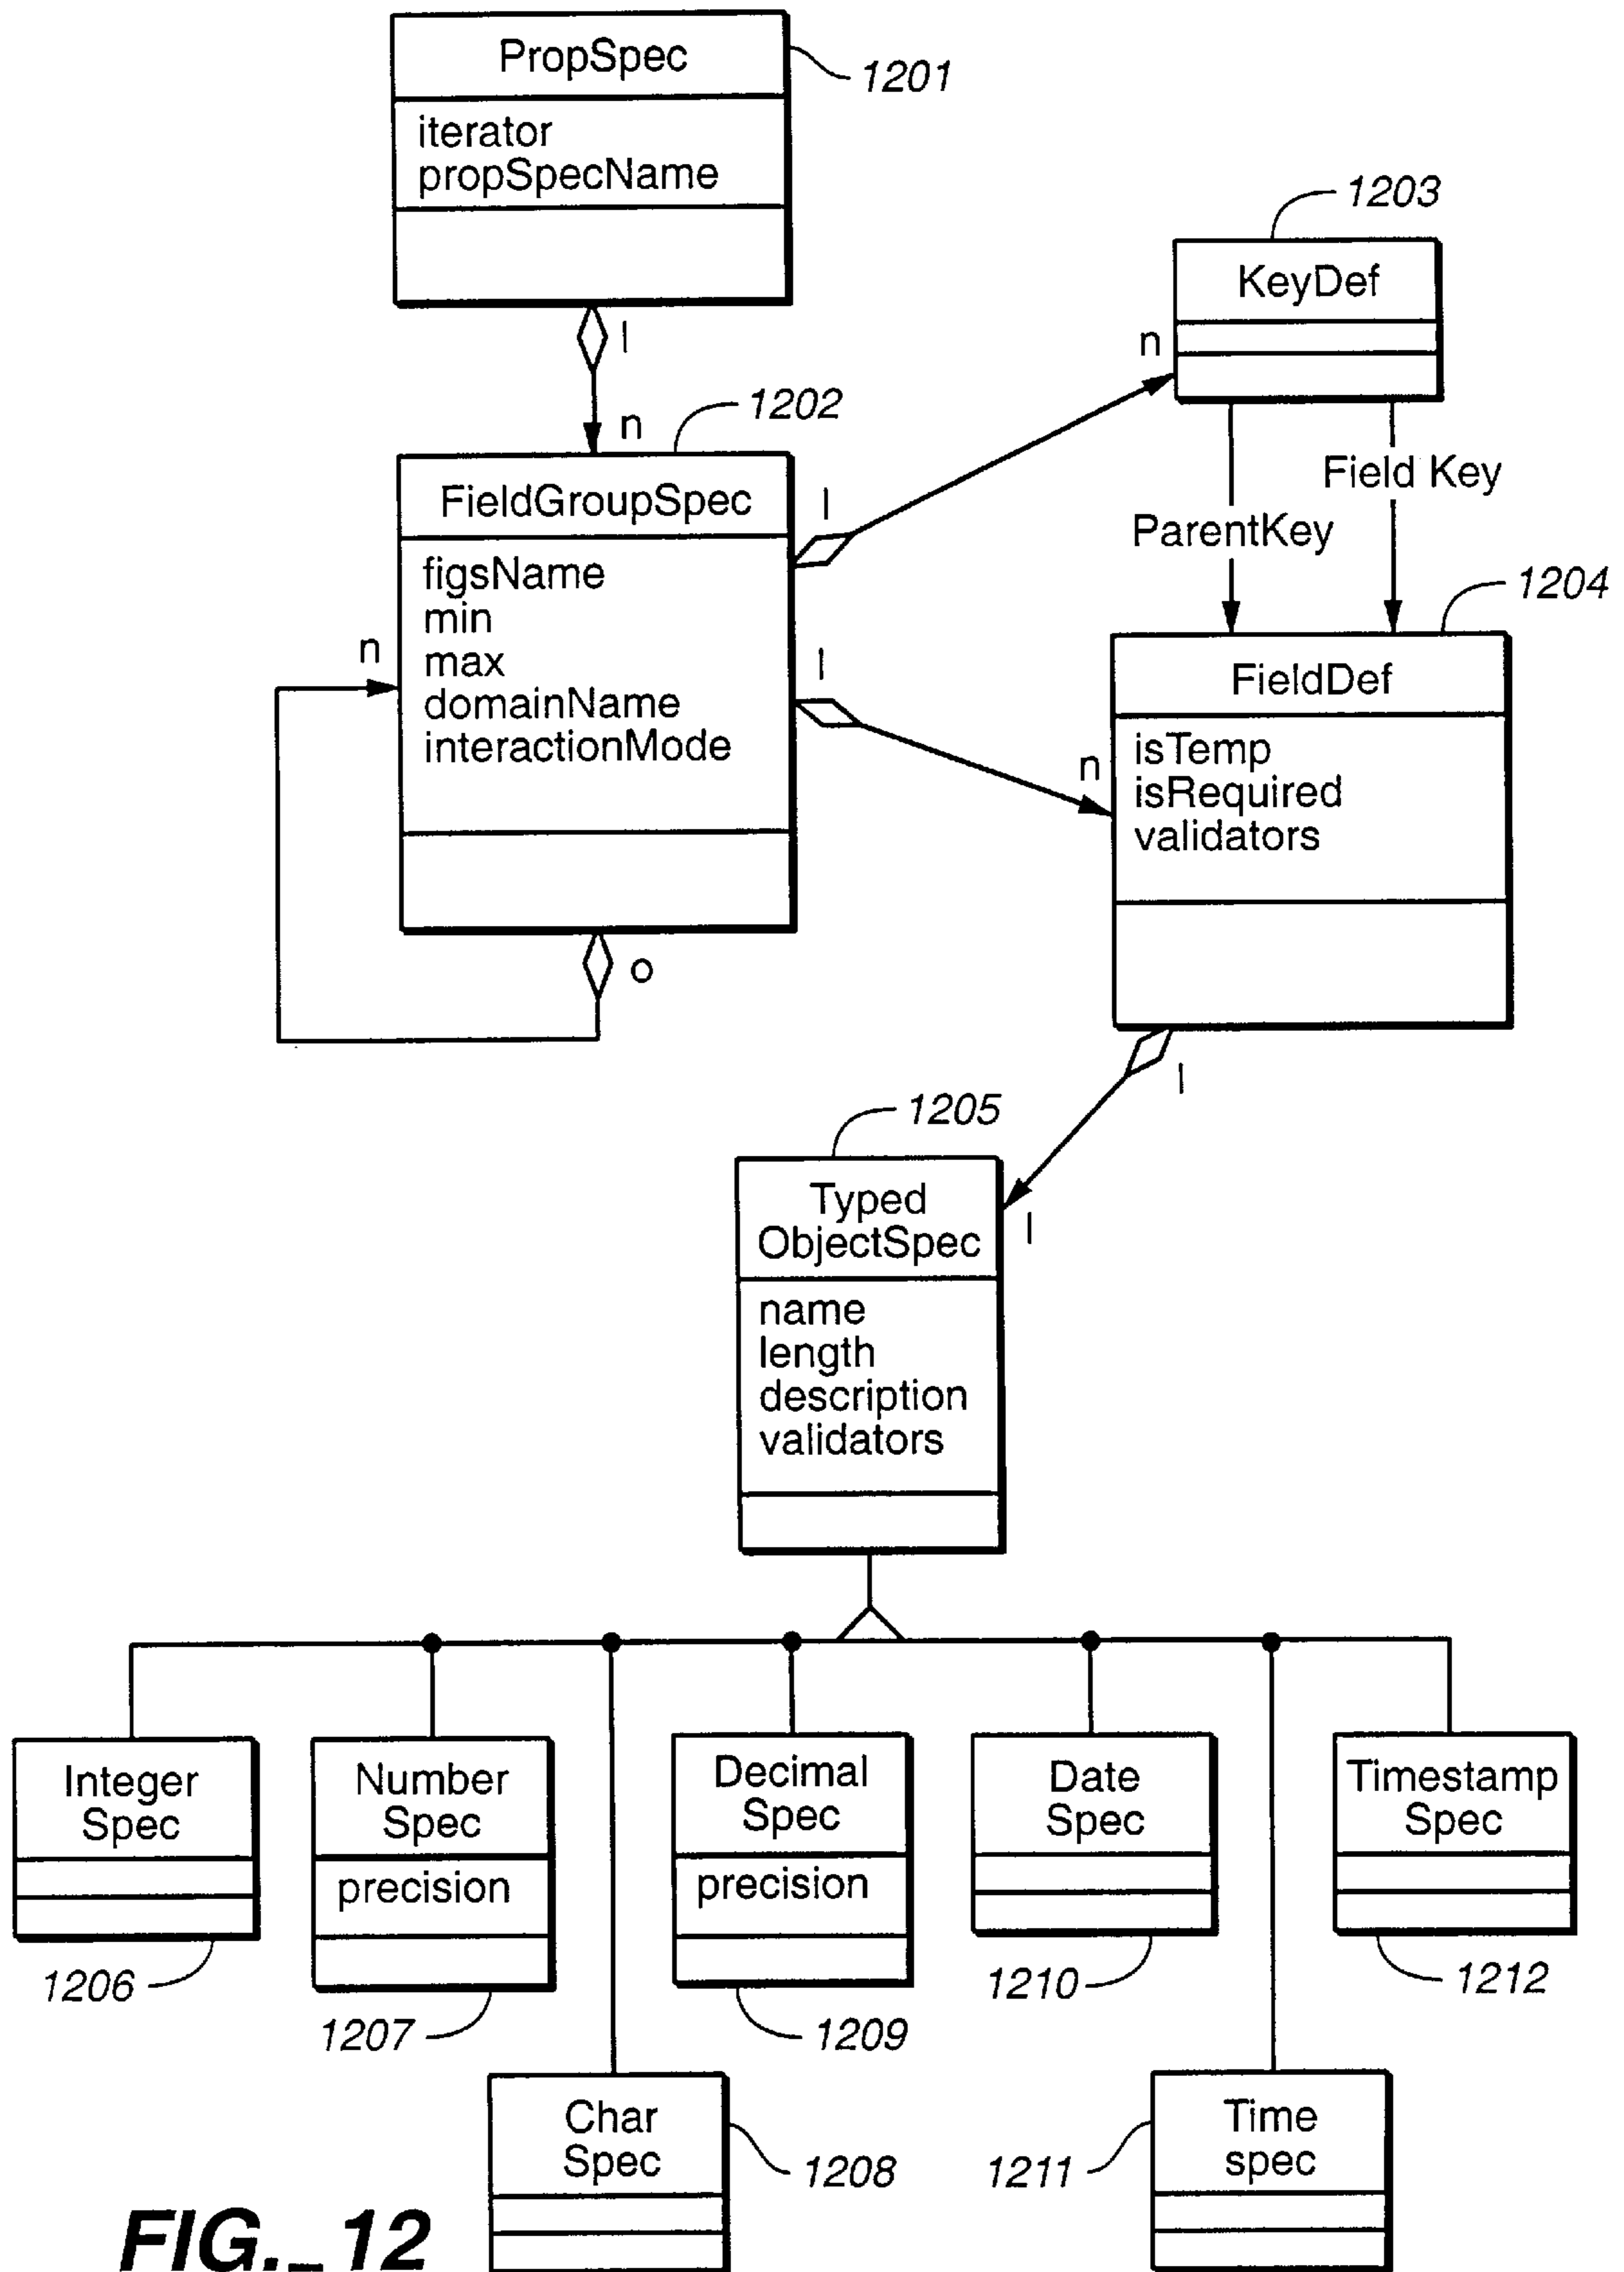 PropSpec
1201
iterator
propSpecName
1203
KeyDef
l
n
n
1202
Field Key
FieldGroupSpec
l
ParentKey
figsName
min
max
domainName
interactionMode
n
l
1204
FieldDef
isTemp
isRequired
validators
n
o
l
1205
Typed
ObjectSpec
l
name
length
description
validators
Integer
Spec
Number
Spec
precision
Decimal
Spec
precision
Date
Spec
Timestamp
Spec
1206
1207
1209
1210
1212
Char
Spec
1208
1211
Time
spec
FIG._12